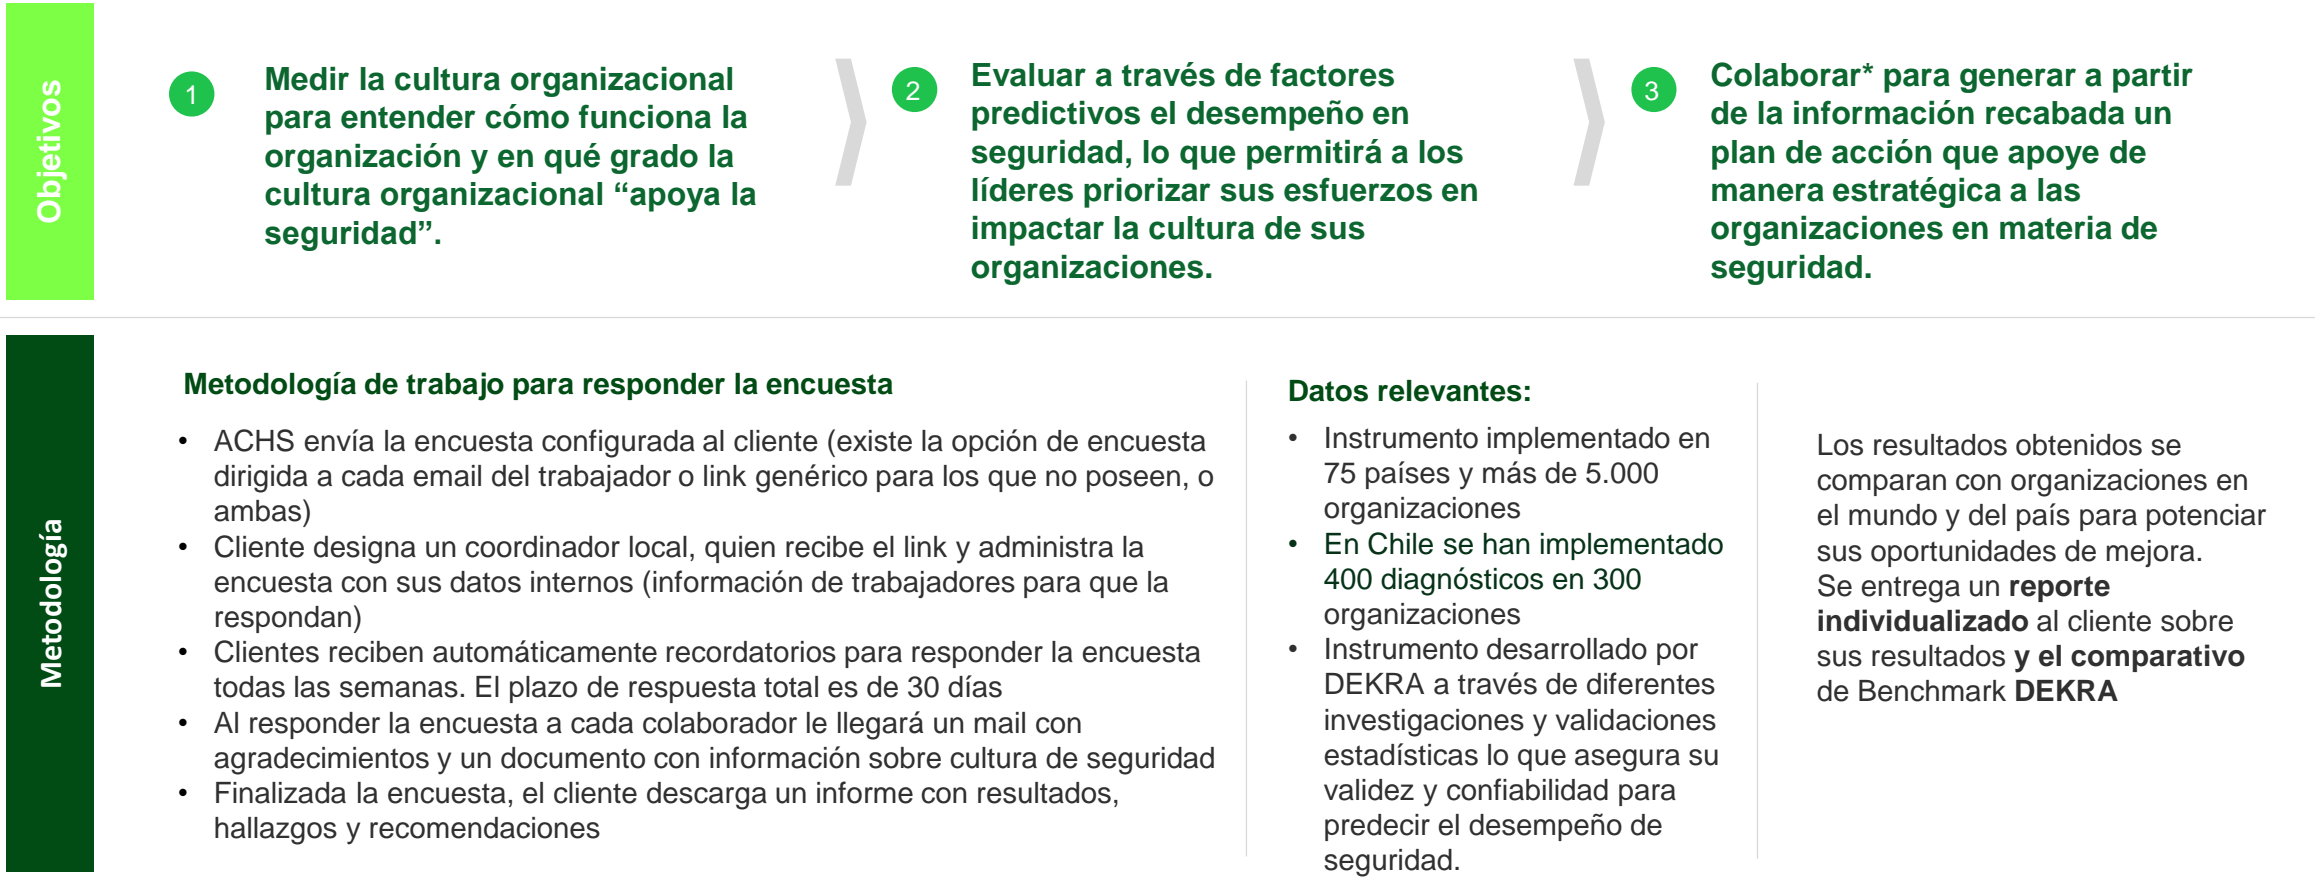 Objetivos
1
Medir la cultura organizacional
para entender cómo funciona la
organización y en qué grado la
cultura organizacional “apoya la
seguridad”.
2
Evaluar a través de factores
predictivos el desempeño en
seguridad, lo que permitirá a los
líderes priorizar sus esfuerzos en
impactar la cultura de sus
organizaciones.
3
Colaborar* para generar a partir
de la información recabada un
plan de acción que apoye de
manera estratégica a las
organizaciones en materia de
seguridad.
Metodología
Metodología de trabajo para responder la encuesta
• ACHS envía la encuesta configurada al cliente (existe la opción de encuesta
dirigida a cada email del trabajador o link genérico para los que no poseen, o
ambas)
• Cliente designa un coordinador local, quien recibe el link y administra la
encuesta con sus datos internos (información de trabajadores para que la
respondan)
• Clientes reciben automáticamente recordatorios para responder la encuesta
todas las semanas. El plazo de respuesta total es de 30 días
• Al responder la encuesta a cada colaborador le llegará un mail con
agradecimientos y un documento con información sobre cultura de seguridad
• Finalizada la encuesta, el cliente descarga un informe con resultados,
hallazgos y recomendaciones
Datos relevantes:
• Instrumento implementado en
75 países y más de 5.000
organizaciones
• En Chile se han implementado
400 diagnósticos en 300
organizaciones
• Instrumento desarrollado por
DEKRA a través de diferentes
investigaciones y validaciones
estadísticas lo que asegura su
validez y confiabilidad para
predecir el desempeño de
seguridad.
Los resultados obtenidos se
comparan con organizaciones en
el mundo y del país para potenciar
sus oportunidades de mejora.
Se entrega un reporte
individualizado al cliente sobre
sus resultados y el comparativo
de Benchmark DEKRA